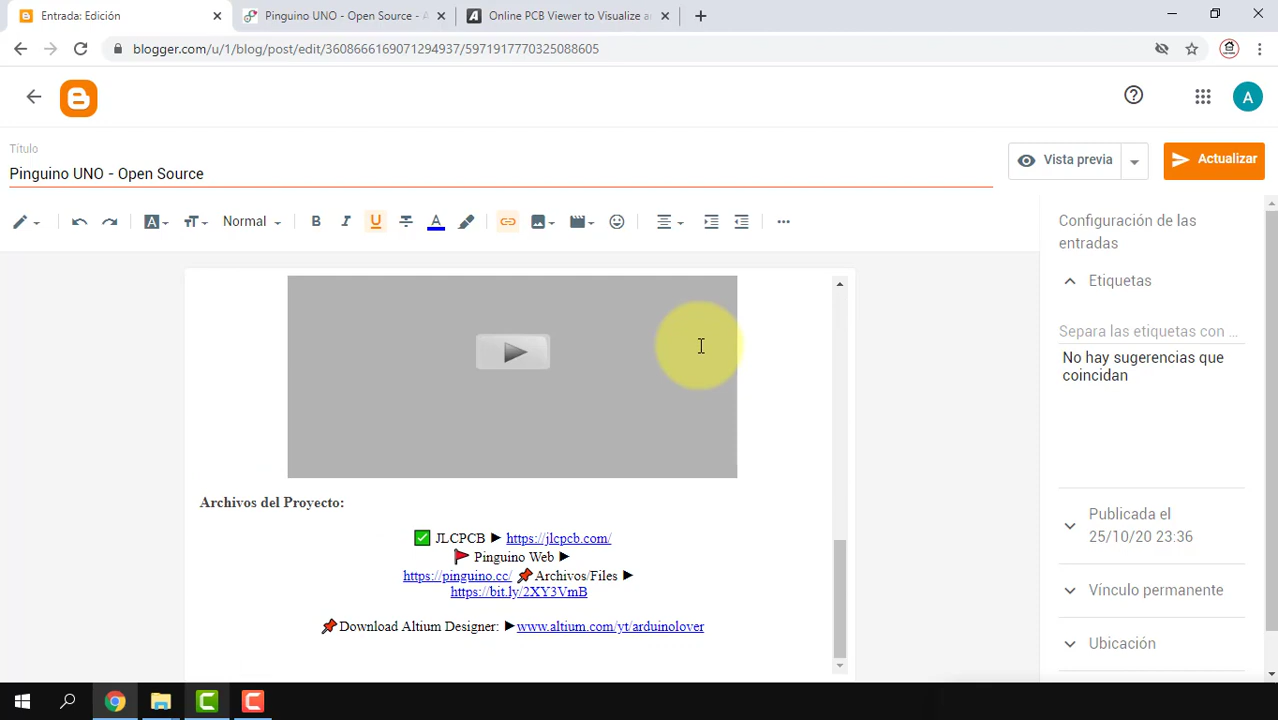 Entrada: Edición
Pinguino UNO - Open Source - A
Online PCB Viewer to Visualize a
blogger.com/u/1/blog/post/edit/3608666169071294937/5971917770325088605
A
Título
Pinguino UNO - Open Source
Vista previa
Actualizar
Normal
B I U A
Configuración de las
entradas
Etiquetas
Separa las etiquetas con ...
No hay sugerencias que
coincidan
Archivos del Proyecto:
✅ JLCPCB ► https://jlcpcb.com/
🚩 Pinguino Web ►
https://pinguino.cc/ 📌Archivos/Files ►
https://bit.ly/2XY3VmB
📌Download Altium Designer: ►www.altium.com/yt/arduinolover
Publicada el
25/10/20 23:36
Vínculo permanente
Ubicación